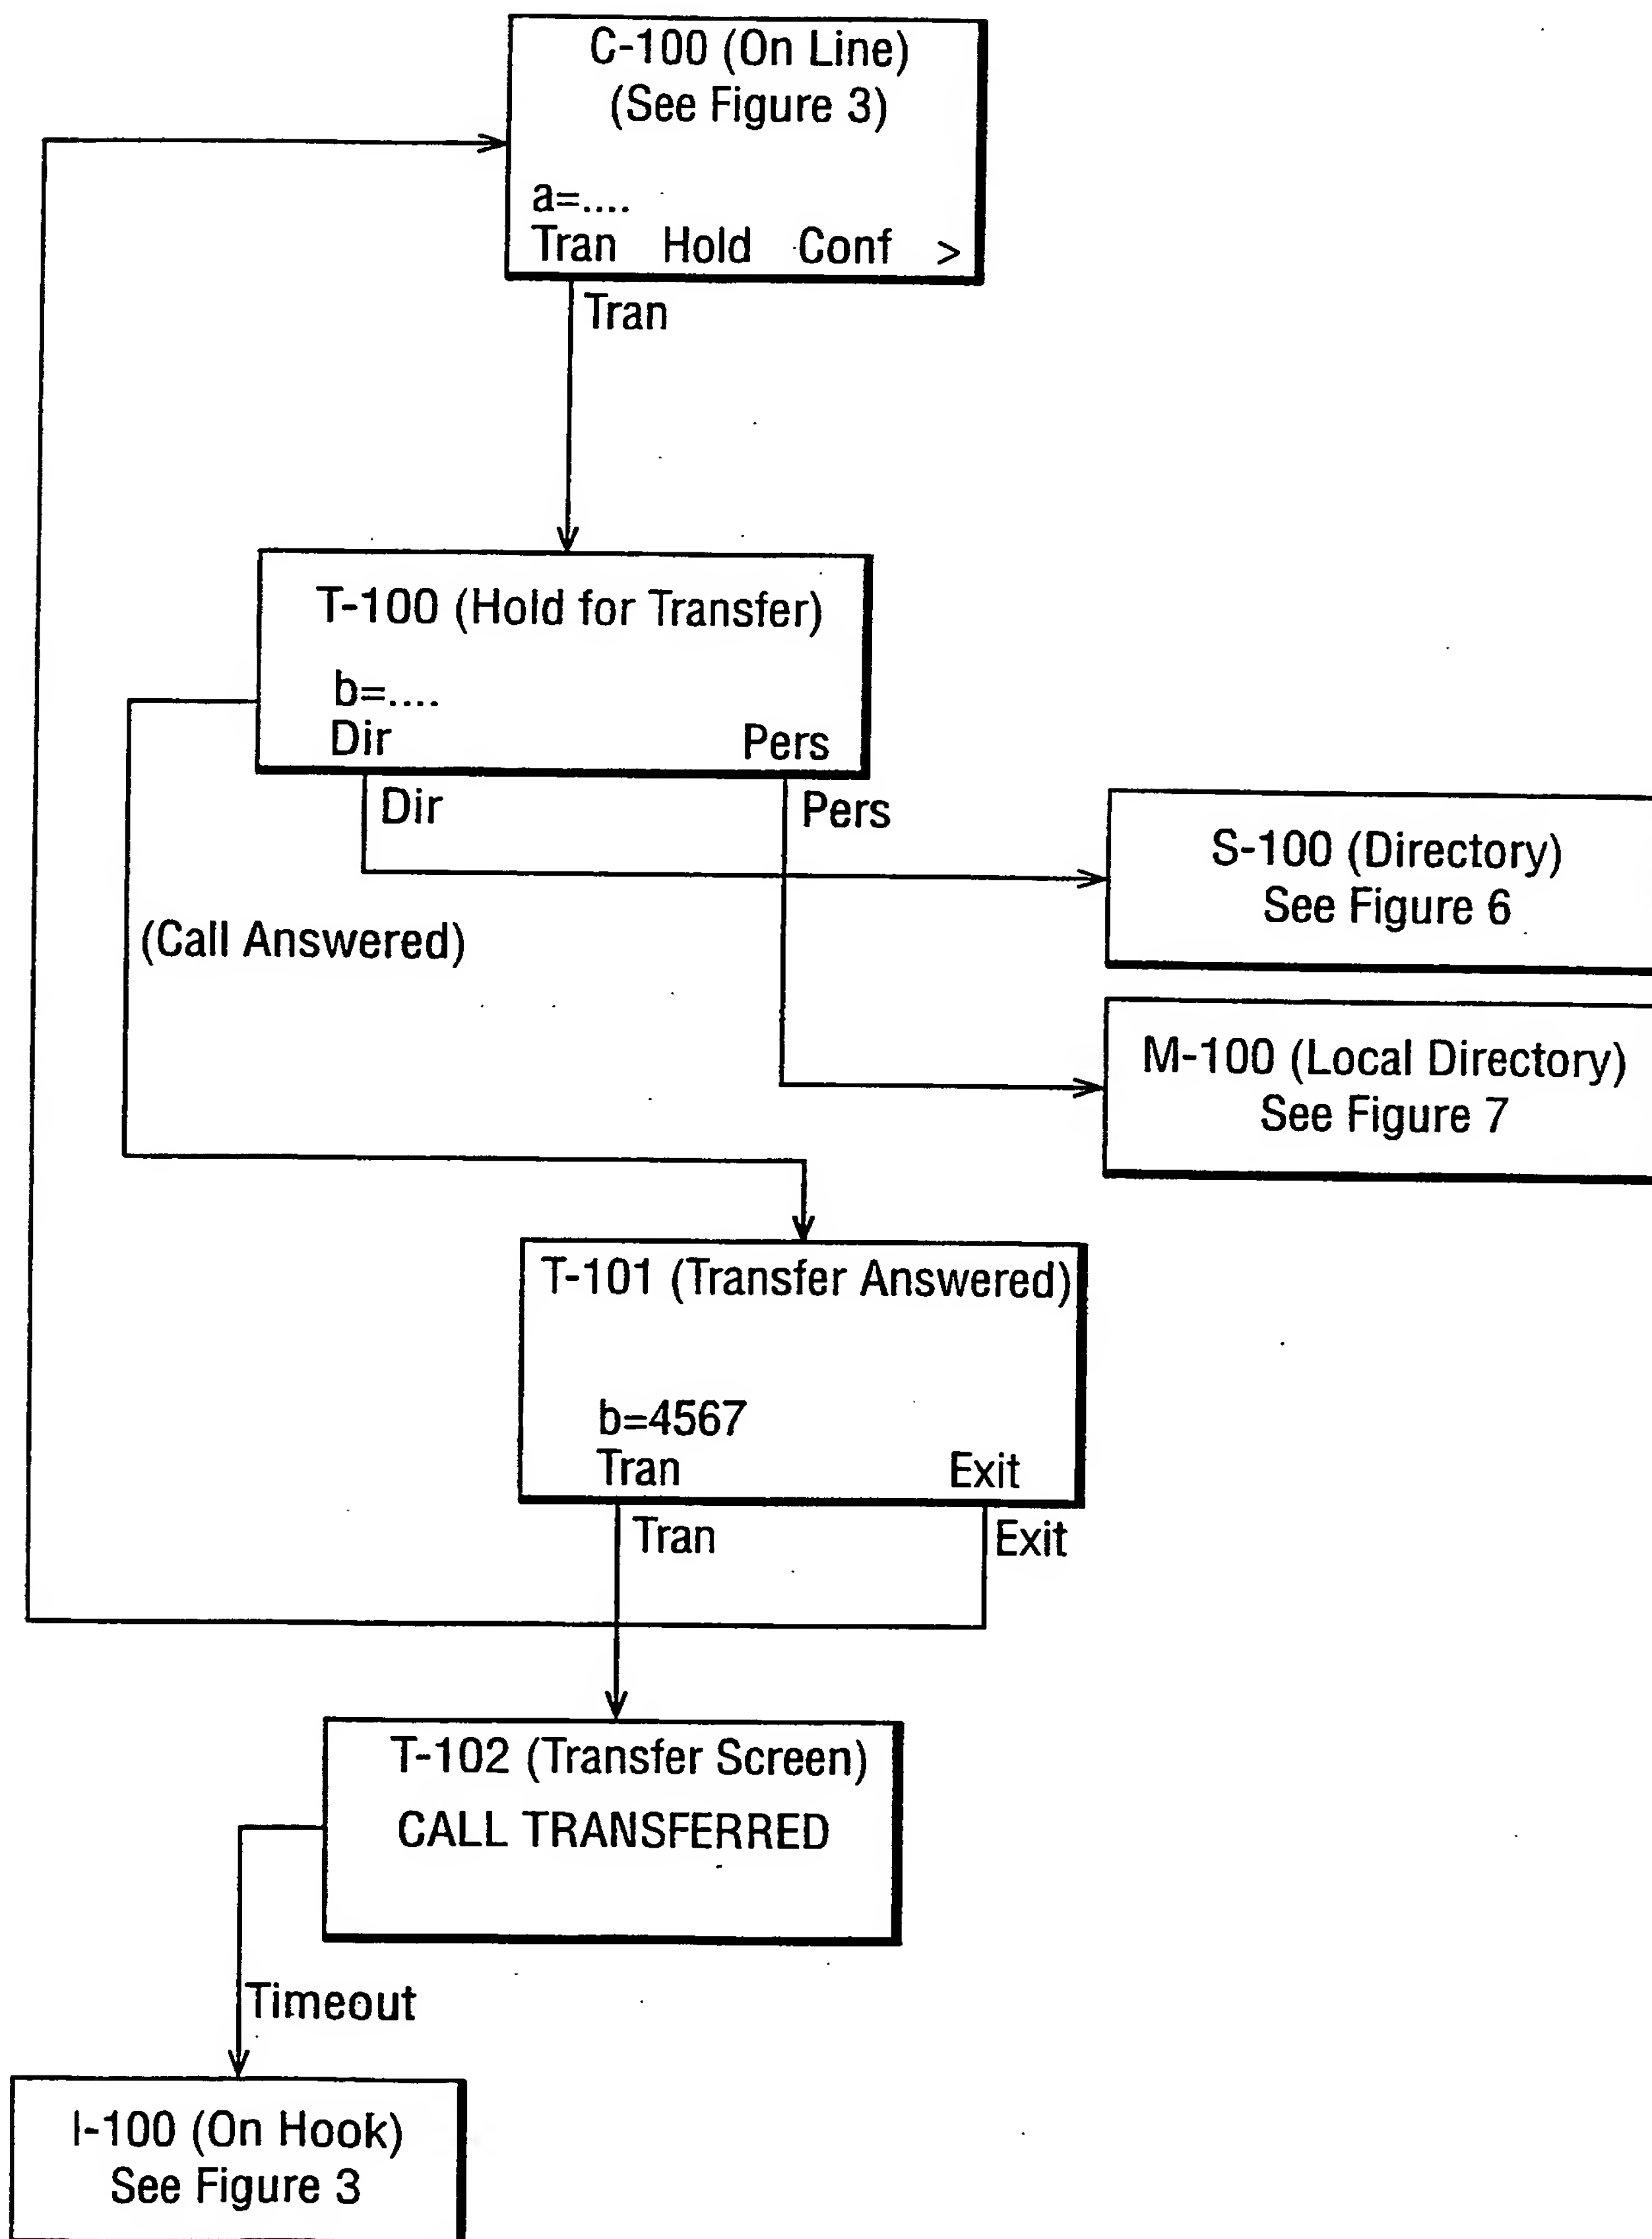 C-100 (On Line)
(See Figure 3)
a=....
Tran Hold Conf >
Tran
T-100 (Hold for Transfer)
b=....
Dir Pers
Dir
Pers
S-100 (Directory)
See Figure 6
(Call Answered)
M-100 (Local Directory)
See Figure 7
T-101 (Transfer Answered)
b=4567
Tran Exit
Tran
Exit
T-102 (Transfer Screen)
CALL TRANSFERRED
Timeout
I-100 (On Hook)
See Figure 3